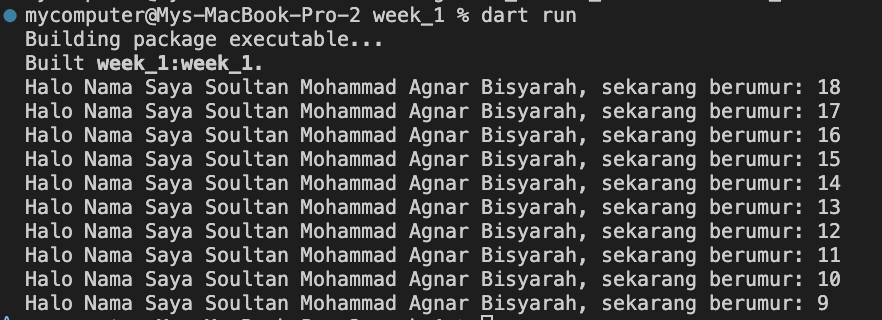 mycomputer@Mys-MacBook-Pro-2 week_1 % dart run
Building package executable...
Built week_1:week_1.
Halo Nama Saya Soultan Mohammad Agnar Bisyarah, sekarang berumur: 18
Halo Nama Saya Soultan Mohammad Agnar Bisyarah, sekarang berumur: 17
Halo Nama Saya Soultan Mohammad Agnar Bisyarah, sekarang berumur: 16
Halo Nama Saya Soultan Mohammad Agnar Bisyarah, sekarang berumur: 15
Halo Nama Saya Soultan Mohammad Agnar Bisyarah, sekarang berumur: 14
Halo Nama Saya Soultan Mohammad Agnar Bisyarah, sekarang berumur: 13
Halo Nama Saya Soultan Mohammad Agnar Bisyarah, sekarang berumur: 12
Halo Nama Saya Soultan Mohammad Agnar Bisyarah, sekarang berumur: 11
Halo Nama Saya Soultan Mohammad Agnar Bisyarah, sekarang berumur: 10
Halo Nama Saya Soultan Mohammad Agnar Bisyarah, sekarang berumur: 9